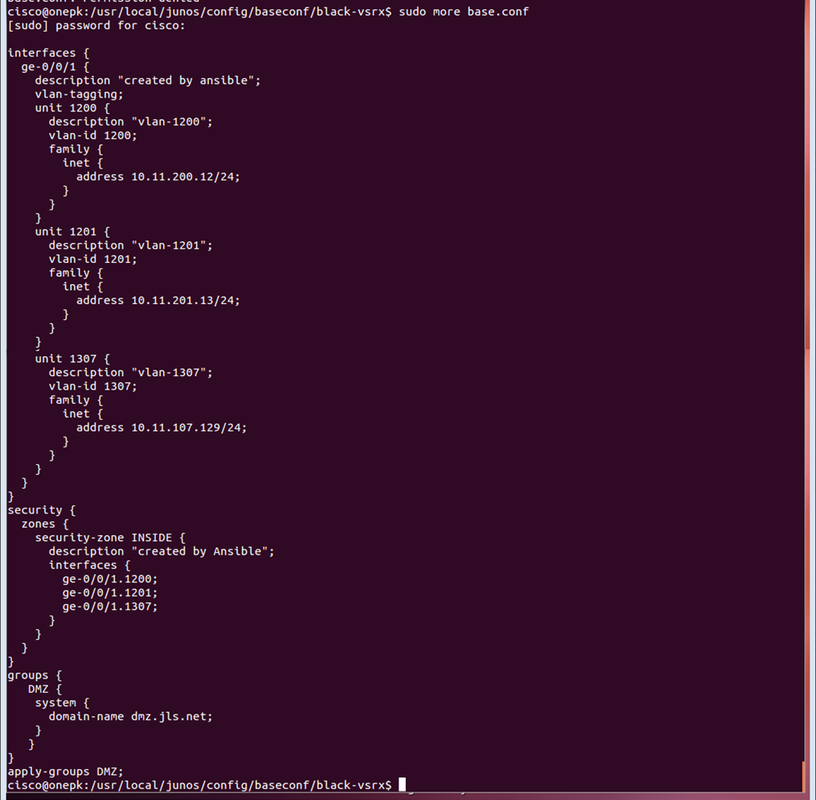 cisco@onepk:/usr/local/junos/config/baseconf/black-vsrx$ sudo more base.conf
[sudo] password for cisco:

interfaces {
  ge-0/0/1 {
    description "created by ansible";
    vlan-tagging;
    unit 1200 {
      description "vlan-1200";
      vlan-id 1200;
      family {
        inet {
          address 10.11.200.12/24;
        }
      }
    }
    unit 1201 {
      description "vlan-1201";
      vlan-id 1201;
      family {
        inet {
          address 10.11.201.13/24;
        }
      }
    }
    unit 1307 {
      description "vlan-1307";
      vlan-id 1307;
      family {
        inet {
          address 10.11.107.129/24;
        }
      }
    }
  }
}
security {
  zones {
    security-zone INSIDE {
      description "created by Ansible";
      interfaces {
        ge-0/0/1.1200;
        ge-0/0/1.1201;
        ge-0/0/1.1307;
      }
    }
  }
}
groups {
   DMZ {
    system {
      domain-name dmz.jls.net;
    }
   }
}
apply-groups DMZ;
cisco@onepk:/usr/local/junos/config/baseconf/black-vsrx$